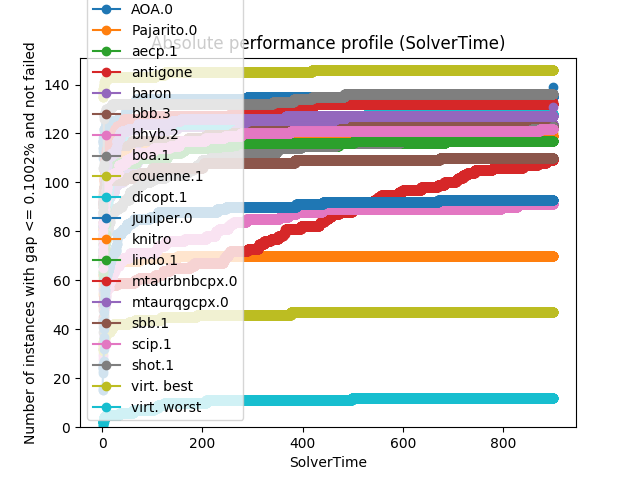 Absolute performance profile (SolverTime)
AOA.0
Pajarito.0
aecp.1
antigone
baron
bbb.3
bhyb.2
boa.1
couenne.1
dicopt.1
juniper.0
knitro
lindo.1
mtaurbnbcpx.0
mtaurqgcpx.0
sbb.1
scip.1
shot.1
virt. best
virt. worst
Number of instances with gap <= 0.1002% and not failed
140
120
100
80
60
40
20
0
0 200 400 600 800
SolverTime